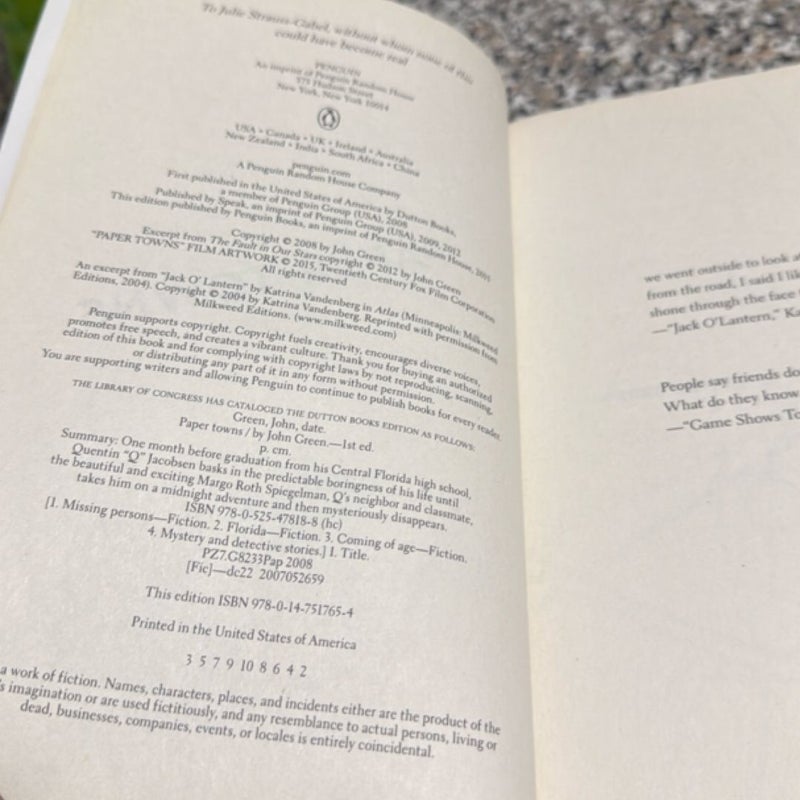 To Julie Strauss-Gabel, without whom none of this
could have become real
PENGUIN
An imprint of Penguin Random House
375 Hudson Street
New York, New York 10014
USA • Canada • UK • Ireland • Australia
New Zealand • India • South Africa • China
penguin.com
A Penguin Random House Company
First published in the United States of America by Dutton Books,
a member of Penguin Group (USA), 2008
Published by Speak, an imprint of Penguin Group (USA), 2009, 2012
This edition published by Penguin Books, an imprint of Penguin Random House, 2015
Copyright © 2008 by John Green
Excerpt from The Fault in Our Stars copyright © 2012 by John Green
"PAPER TOWNS" FILM ARTWORK © 2015, Twentieth Century Fox Film Corporation
All rights reserved
An excerpt from "Jack O' Lantern" by Katrina Vandenberg in Atlas (Minneapolis: Milkweed
Editions, 2004). Copyright © 2004 by Katrina Vandenberg. Reprinted with permission from
Milkweed Editions. (www.milkweed.com)
Penguin supports copyright. Copyright fuels creativity, encourages diverse voices,
promotes free speech, and creates a vibrant culture. Thank you for buying an authorized
edition of this book and for complying with copyright laws by not reproducing, scanning,
or distributing any part of it in any form without permission.
You are supporting writers and allowing Penguin to continue to publish books for every reader.
THE LIBRARY OF CONGRESS HAS CATALOGED THE DUTTON BOOKS EDITION AS FOLLOWS:
Green, John, date.
Paper towns / by John Green.—1st ed.
p. cm.
Summary: One month before graduation from his Central Florida high school,
Quentin "Q" Jacobsen basks in the predictable boringness of his life until
the beautiful and exciting Margo Roth Spiegelman, Q's neighbor and classmate,
takes him on a midnight adventure and then mysteriously disappears.
ISBN 978-0-525-47818-8 (hc)
[1. Missing persons—Fiction. 2. Florida—Fiction. 3. Coming of age—Fiction.
4. Mystery and detective stories.] I. Title.
PZ7.G8233Pap 2008
[Fic]—dc22 2007052659
This edition ISBN 978-0-14-751765-4
Printed in the United States of America
3 5 7 9 10 8 6 4 2
a work of fiction. Names, characters, places, and incidents either are the product of the
's imagination or are used fictitiously, and any resemblance to actual persons, living or
dead, businesses, companies, events, or locales is entirely coincidental.
we went outside to look a
from the road, I said I lik
shone through the face
—"Jack O'Lantern," Ka
People say friends do
What do they know
—"Game Shows To